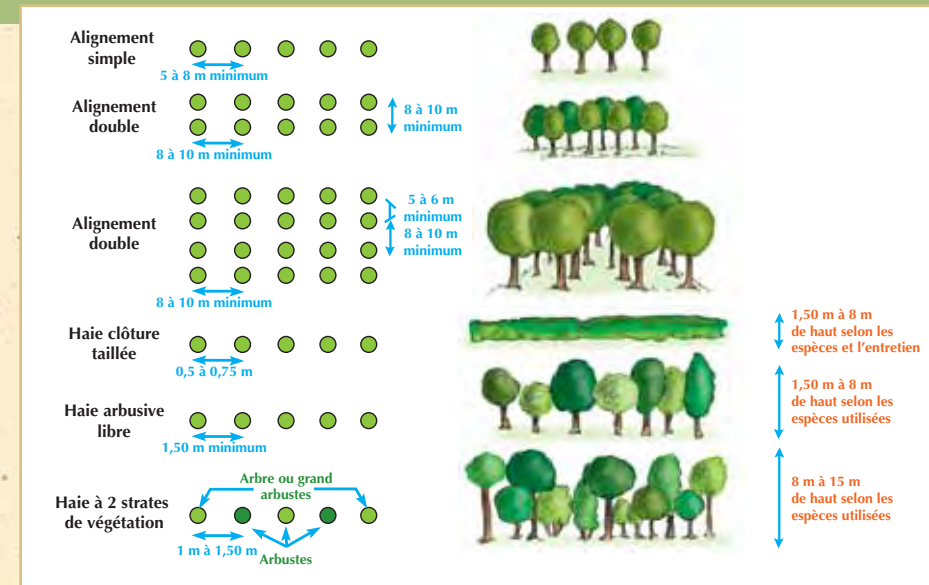 Alignement
simple
5 à 8 m minimum
Alignement
double
8 à 10 m
minimum
8 à 10 m minimum
Alignement
double
5 à 6 m
minimum
8 à 10 m
minimum
8 à 10 m minimum
Haie clôture
taillée
0,5 à 0,75 m
1,50 m à 8 m
de haut selon les
espèces et l'entretien
Haie arbusive
libre
1,50 m minimum
1,50 m à 8 m
de haut selon les
espèces utilisées
Haie à 2 strates
de végétation
Arbre ou grand
arbustes
1 m à 1,50 m
Arbustes
8 m à 15 m
de haut selon les
espèces utilisées